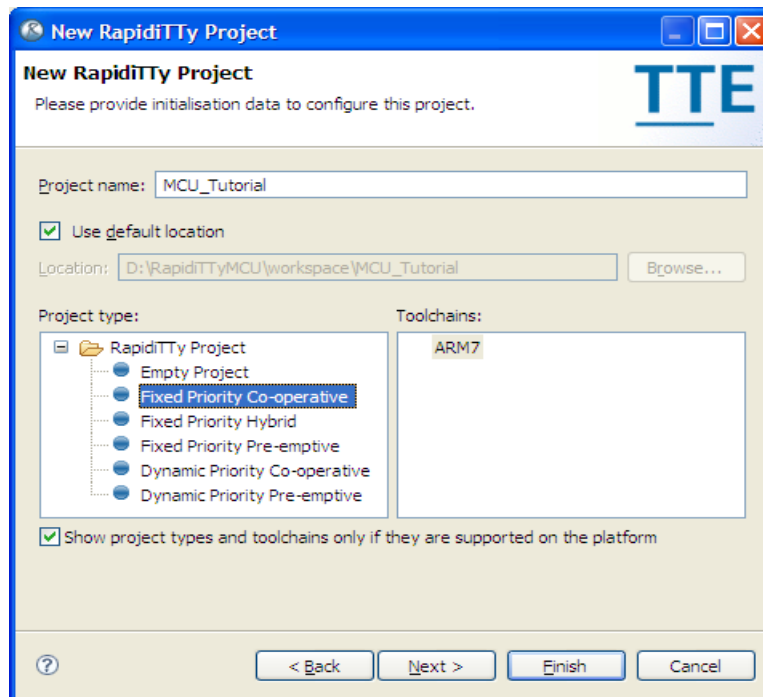 New RapidiTTy Project
New RapidiTTy Project
Please provide initialisation data to configure this project.
TTE
Project name: MCU_Tutorial
Use default location
Location: D:\RapidiTTyMCU\workspace\MCU_Tutorial Browse...
Project type: Toolchains:
RapidiTTy Project ARM7
Empty Project
Fixed Priority Co-operative
Fixed Priority Hybrid
Fixed Priority Pre-emptive
Dynamic Priority Co-operative
Dynamic Priority Pre-emptive
Show project types and toolchains only if they are supported on the platform
? < Back Next > Finish Cancel